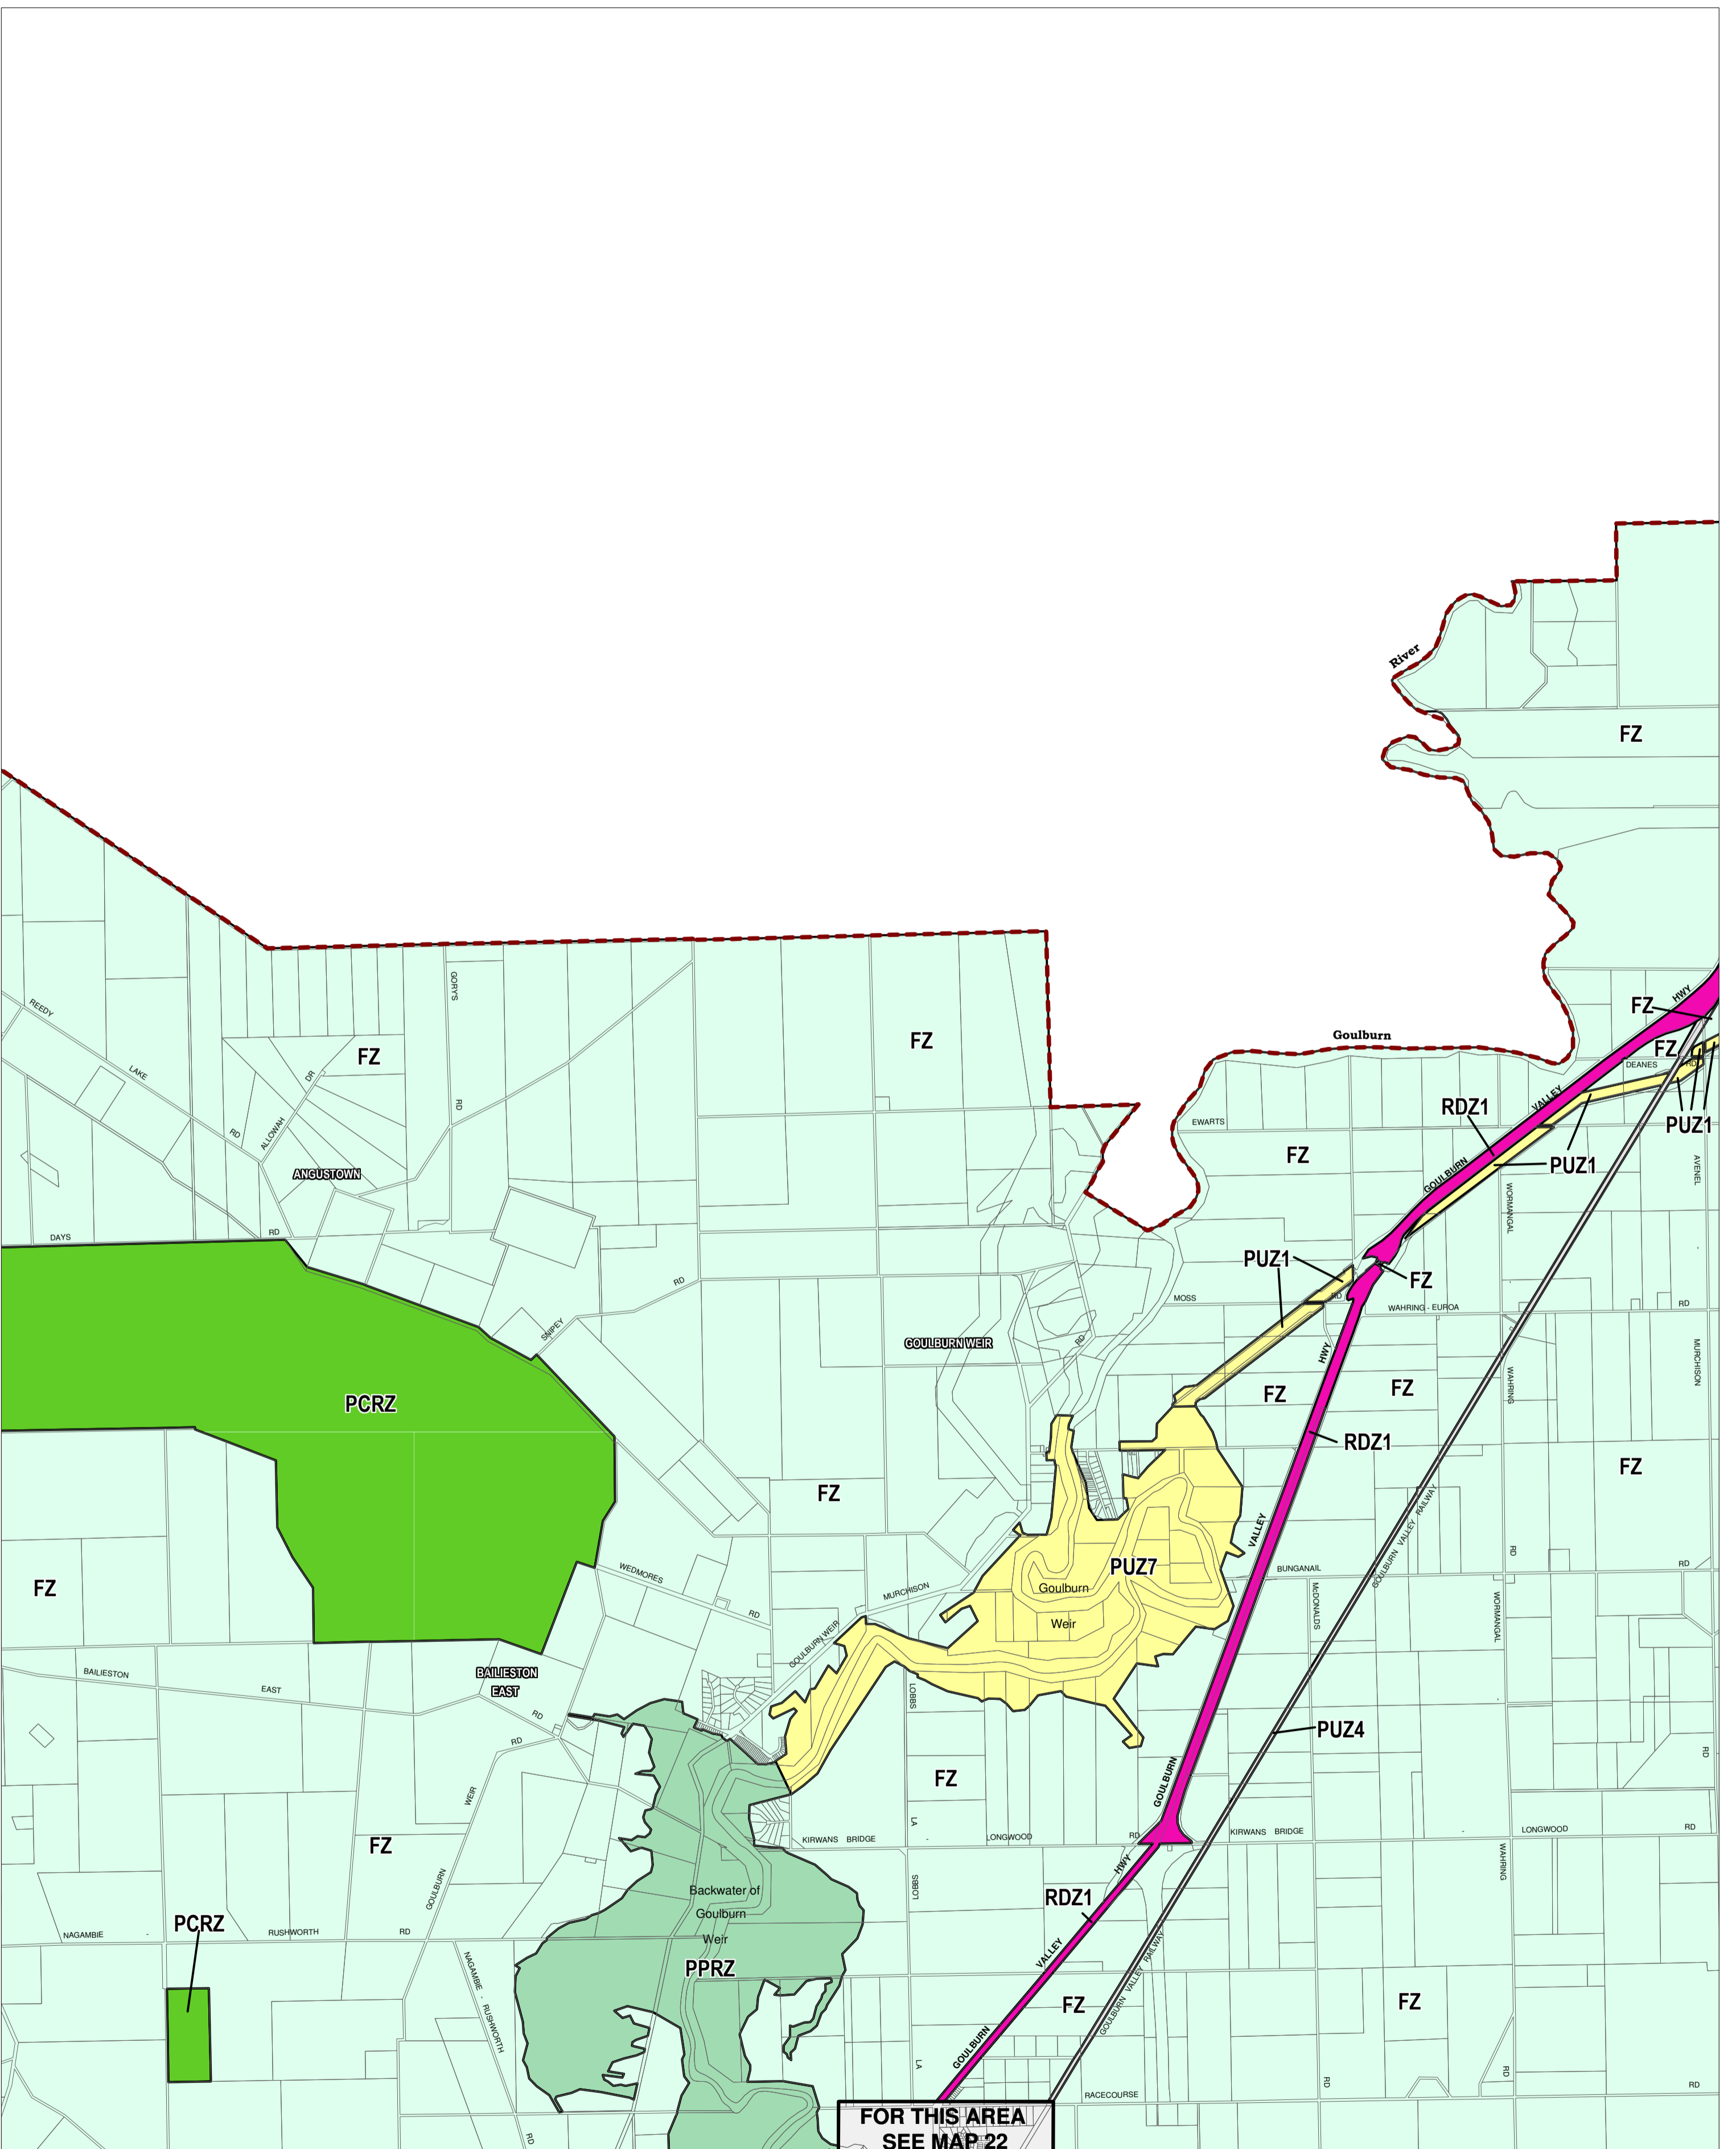 River
FZ
HWY
FZ
Goulburn
FZ
DEANES RD
VALLEY
RDZ1
PUZ1
EWARTS
FZ
PUZ1
GOULBURN
AVENEL
WORMANGAL
REEDY
LAKE
RD
GORYS
RD
FZ
ALLOWAH
DR
ANGUSTOWN
FZ
DAYS
RD
SNIPEY
RD
PUZ1
FZ
MOSS
RD
WAHRING - EUROA
RD
GOULBURN WEIR
RD
HWY
MURCHISON
WAHRING
FZ
FZ
PCRZ
RDZ1
FZ
FZ
GOULBURN VALLEY RAILWAY
VALLEY
RD
RD
PUZ7
Goulburn
Weir
BUNGANAIL
McDONALDS
WORMANGAL
FZ
WEDMORES
RD
MURCHISON
GOULBURN WEIR
BAILIESTON
EAST
RD
BAILIESTON
EAST
RD
LOBBS
PUZ4
RD
FZ
GOULBURN
WEIR
LA
KIRWANS BRIDGE
-
LONGWOOD
RD
KIRWANS BRIDGE
LONGWOOD
RD
FZ
GOULBURN
HWY
WAHRING
LOBBS
Backwater of
Goulburn
Weir
PPRZ
RDZ1
PCRZ
NAGAMBIE
-
RUSHWORTH
RD
NAGAMBIE - RUSHWORTH
RD
VALLEY
GOULBURN VALLEY RAILWAY
FZ
FZ
GOULBURN
LA
RACECOURSE
RD
RD
RD
FOR THIS AREA
SEE MAP 22